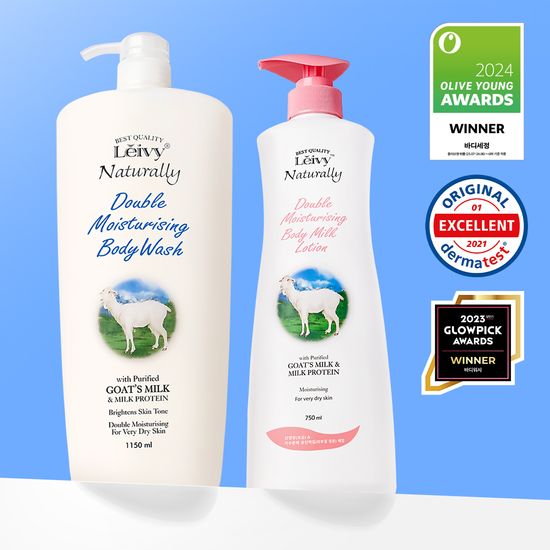 BEST QUALITY
Lēivy®
Naturally
Double
Moisturising
Body Wash
with Purified
GOAT'S MILK
& MILK PROTEIN
Brightens Skin Tone
Double Moisturising
For Very Dry Skin
1150 ml
BEST QUALITY
Lēivy
Naturally
Double
Moisturising
Body Milk
Lotion
with Purified
GOAT'S MILK &
MILK PROTEIN
Moisturising
For very dry skin
750 ml
2024
OLIVE YOUNG
AWARDS
WINNER
바디세정
ORIGINAL
01
EXCELLENT
2021
dermatest®
2023
GLOWPICK
AWARDS
WINNER
바디워시